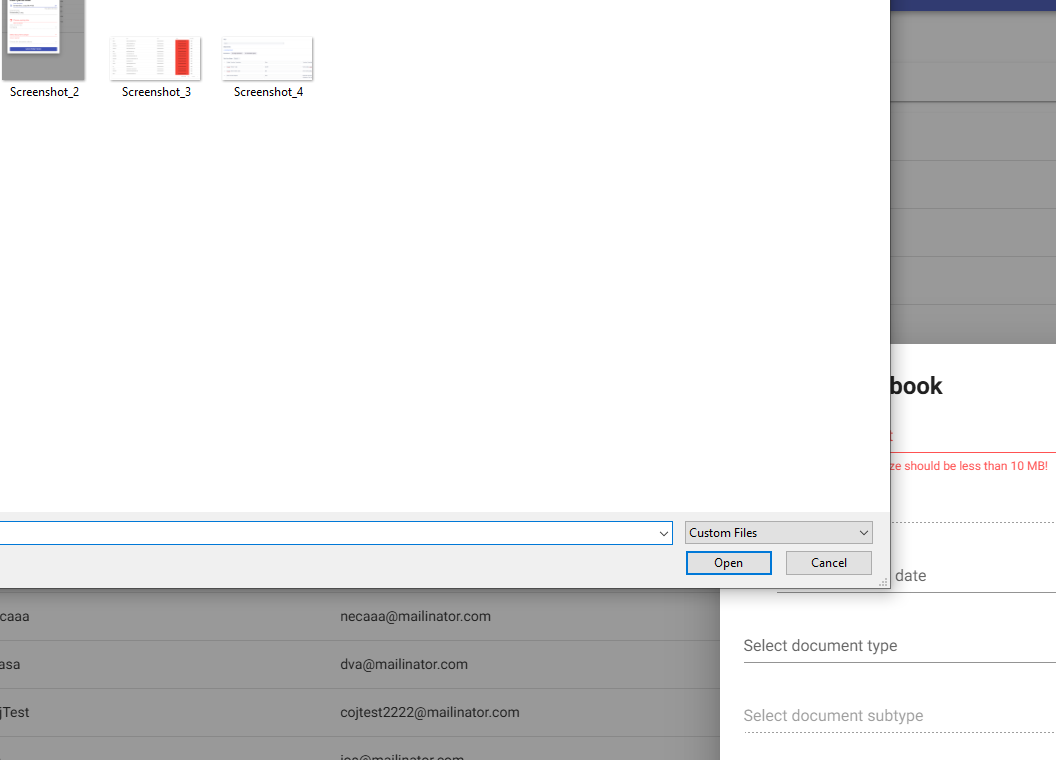 Screenshot_2
Screenshot_3
Screenshot_4
book
ze should be less than 10 MB!
Custom Files
Open
Cancel
date
caaa
necaaa@mailinator.com
Select document type
asa
dva@mailinator.com
jTest
cojtest2222@mailinator.com
Select document subtype